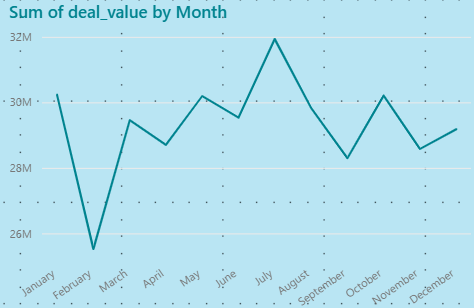 Sum of deal_value by Month
32M
30M
28M
26M
January
February
March
April
May
June
July
August
September
October
November
December